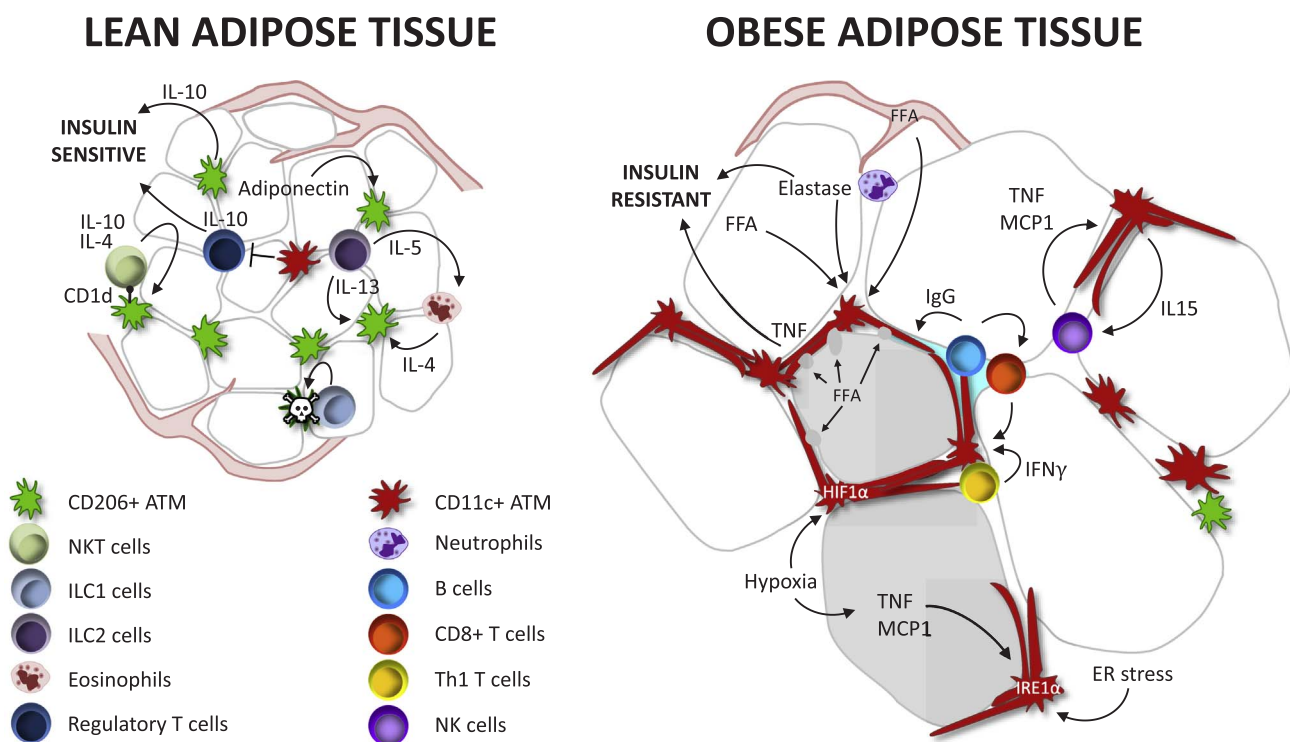 LEAN ADIPOSE TISSUE
OBESE ADIPOSE TISSUE
IL-10
INSULIN
SENSITIVE
Adiponectin
IL-10
IL-4
IL-10
IL-5
CD1d
IL-13
IL-4
FFA
INSULIN
RESISTANT
Elastase
FFA
TNF
MCP1
IgG
IL15
TNF
FFA
HIF1α
IFNγ
Hypoxia
TNF
MCP1
IRE1α
ER stress
CD206+ ATM
NKT cells
ILC1 cells
ILC2 cells
Eosinophils
Regulatory T cells
CD11c+ ATM
Neutrophils
B cells
CD8+ T cells
Th1 T cells
NK cells